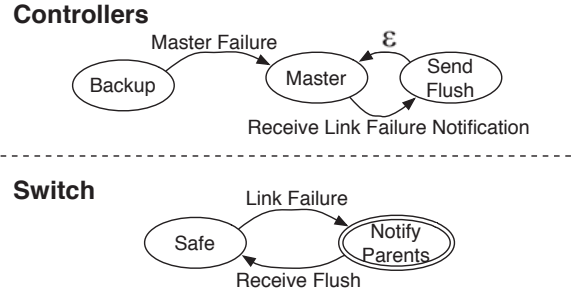 Controllers
Master Failure
ε
Backup
Master
Send
Flush
Receive Link Failure Notification
Switch
Link Failure
Safe
Notify
Parents
Receive Flush